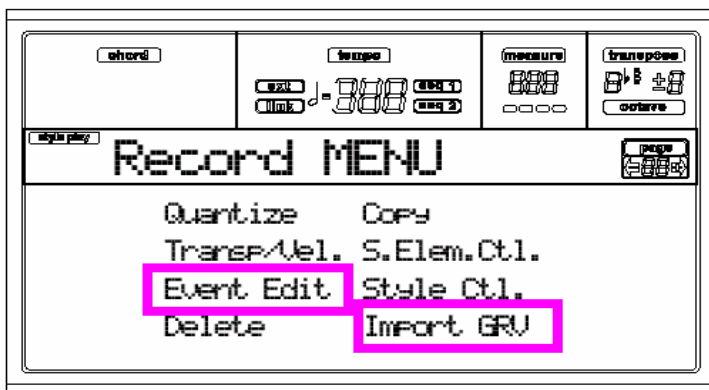 chord tempo measure transpose
ext seq 1
link seq 2
octave
style play Record MENU page
Quantize Copy
Transp/Vel. S.Elem.Ctl.
Event Edit Style Ctl.
Delete Import GRV